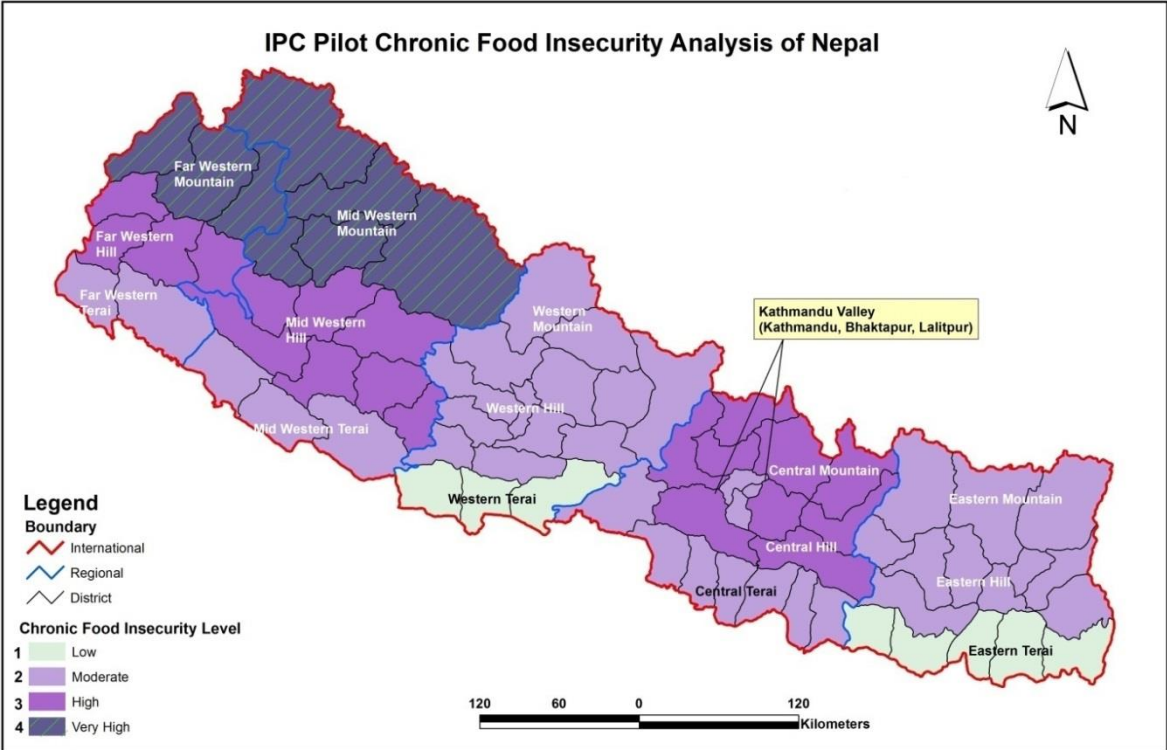 IPC Pilot Chronic Food Insecurity Analysis of Nepal
N
Far Western
Mountain
Mid Western
Mountain
Far Western
Hill
Far Western
Terai
Mid Western
Hill
Western
Mountain
Kathmandu Valley
(Kathmandu, Bhaktapur, Lalitpur)
Western Hill
Mid Western Terai
Western Terai
Central Mountain
Central Hill
Central Terai
Eastern Mountain
Eastern Hill
Eastern Terai
Legend
Boundary
International
Regional
District
Chronic Food Insecurity Level
1 Low
2 Moderate
3 High
4 Very High
120 60 0 120
Kilometers